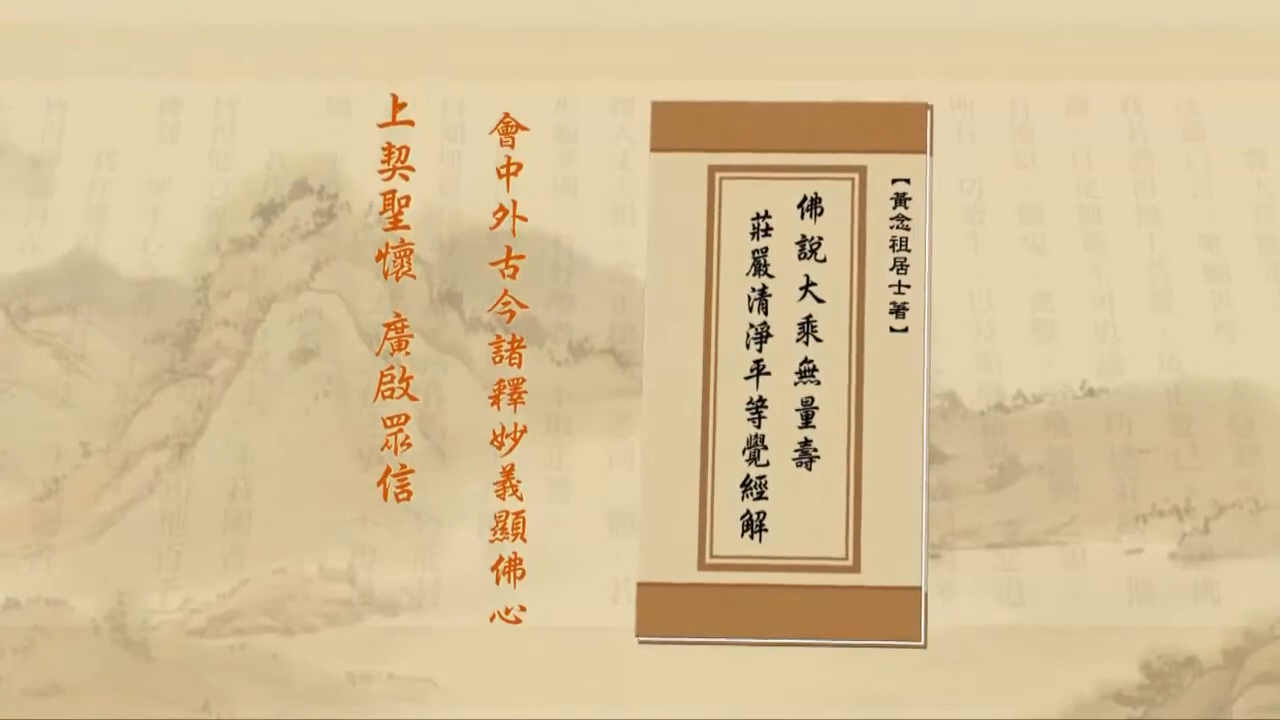 【黃念祖居士著】
佛說大乘無量壽
莊嚴清淨平等覺經解
會中外古今諸釋妙義顯佛心
上契聖懷 廣啟眾信